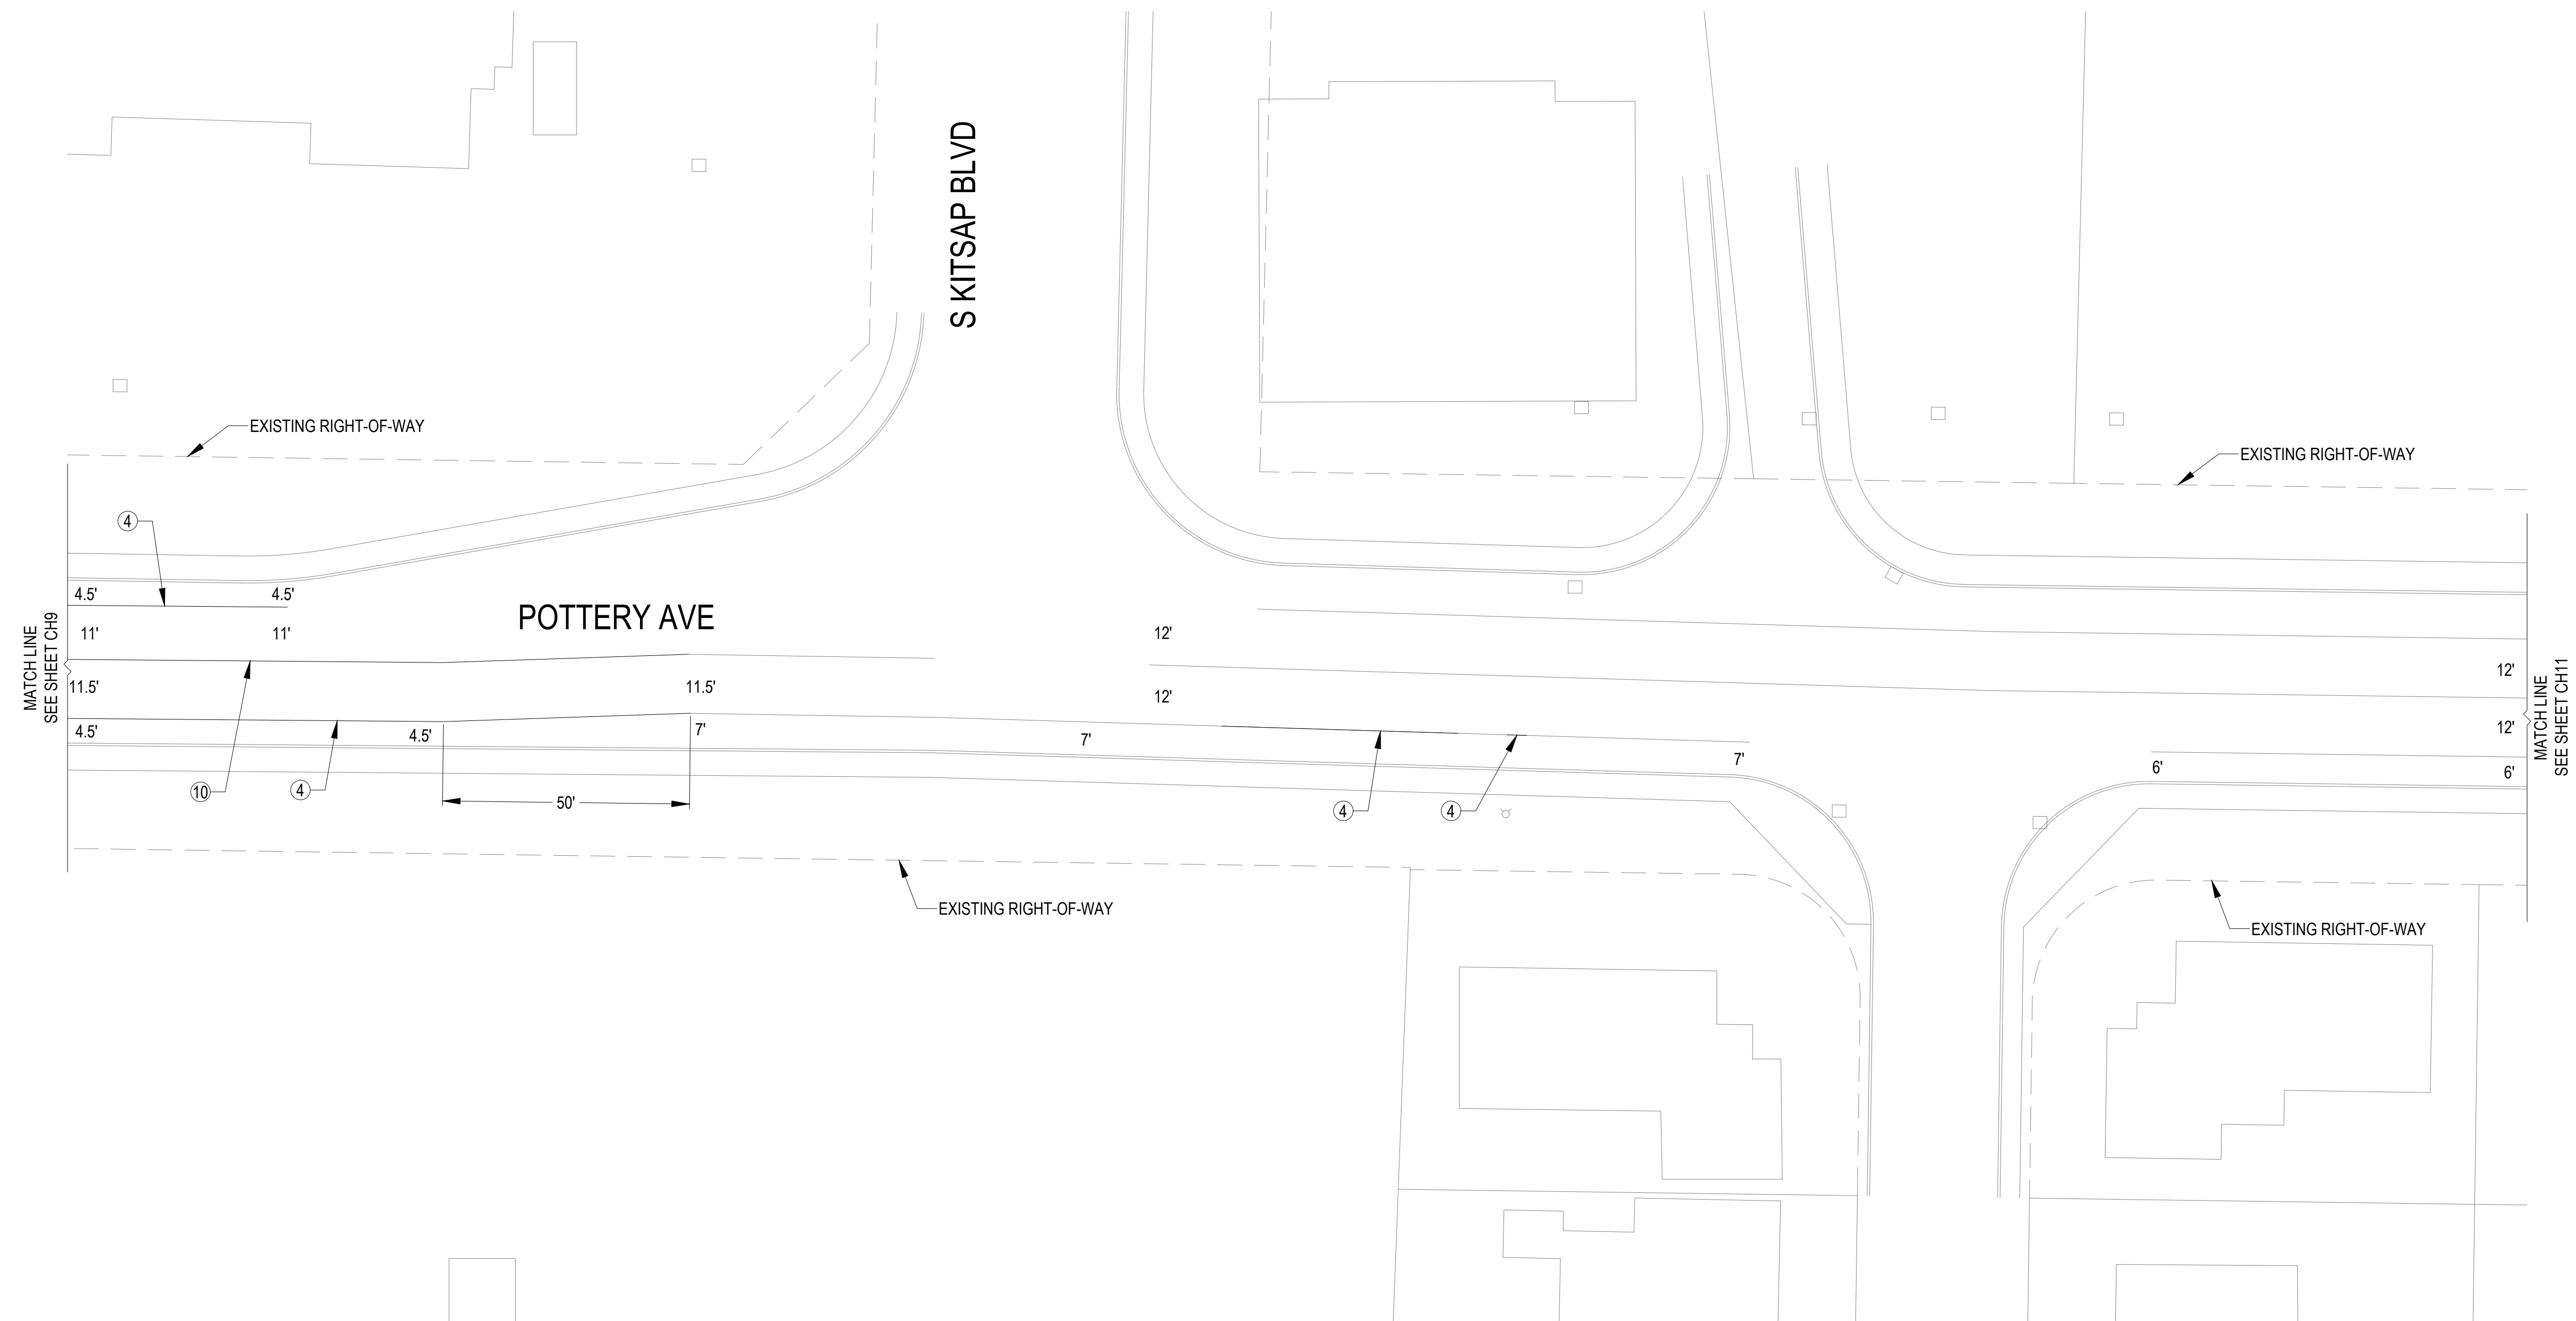 S KITSAP BLVD
EXISTING RIGHT-OF-WAY
EXISTING RIGHT-OF-WAY
4
4.5'
4.5'
POTTERY AVE
11'
11'
12'
MATCH LINE
SEE SHEET CH9
12'
11.5'
11.5'
12'
12'
MATCH LINE
SEE SHEET CH11
4.5'
4.5'
7'
7'
7'
6'
6'
10
4
50'
4
4
EXISTING RIGHT-OF-WAY
EXISTING RIGHT-OF-WAY